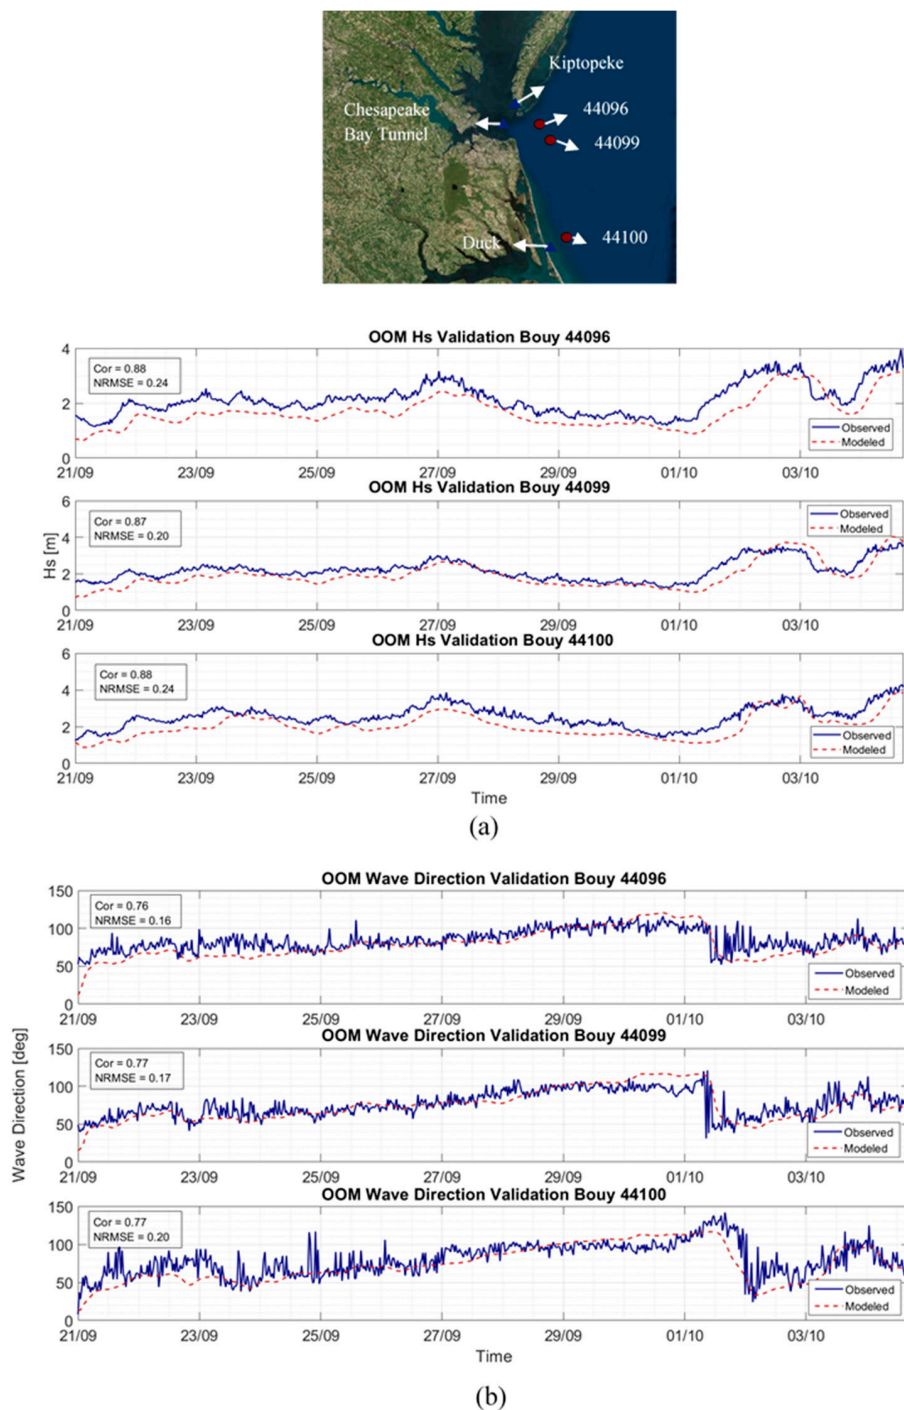 Kiptopeke
Chesapeake
Bay Tunnel
44096
44099
Duck
44100
OOM Hs Validation Bouy 44096
Cor = 0.88
NRMSE = 0.24
4
2
0
Observed
Modeled
21/09 23/09 25/09 27/09 29/09 01/10 03/10
OOM Hs Validation Bouy 44099
Hs [m]
Cor = 0.87
NRMSE = 0.20
6
4
2
0
Observed
Modeled
21/09 23/09 25/09 27/09 29/09 01/10 03/10
OOM Hs Validation Bouy 44100
Cor = 0.88
NRMSE = 0.24
6
4
2
0
Observed
Modeled
21/09 23/09 25/09 27/09 29/09 01/10 03/10
Time
(a)
OOM Wave Direction Validation Bouy 44096
Cor = 0.76
NRMSE = 0.16
150
100
50
0
Observed
Modeled
21/09 23/09 25/09 27/09 29/09 01/10 03/10
OOM Wave Direction Validation Bouy 44099
Wave Direction [deg]
Cor = 0.77
NRMSE = 0.17
150
100
50
0
Observed
Modeled
21/09 23/09 25/09 27/09 29/09 01/10 03/10
OOM Wave Direction Validation Bouy 44100
Cor = 0.77
NRMSE = 0.20
150
100
50
0
Observed
Modeled
21/09 23/09 25/09 27/09 29/09 01/10 03/10
Time
(b)